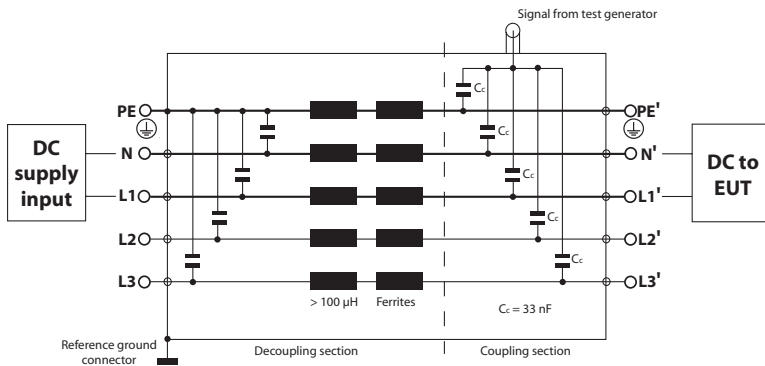 Signal from test generator
PE
Cc
PE'
DC
supply
input
N
Cc
N'
DC to
EUT
L1
Cc
L1'
L2
Cc
L2'
L3
Cc
L3'
> 100 µH
Ferrites
Cc = 33 nF
Reference ground
connector
Decoupling section
Coupling section